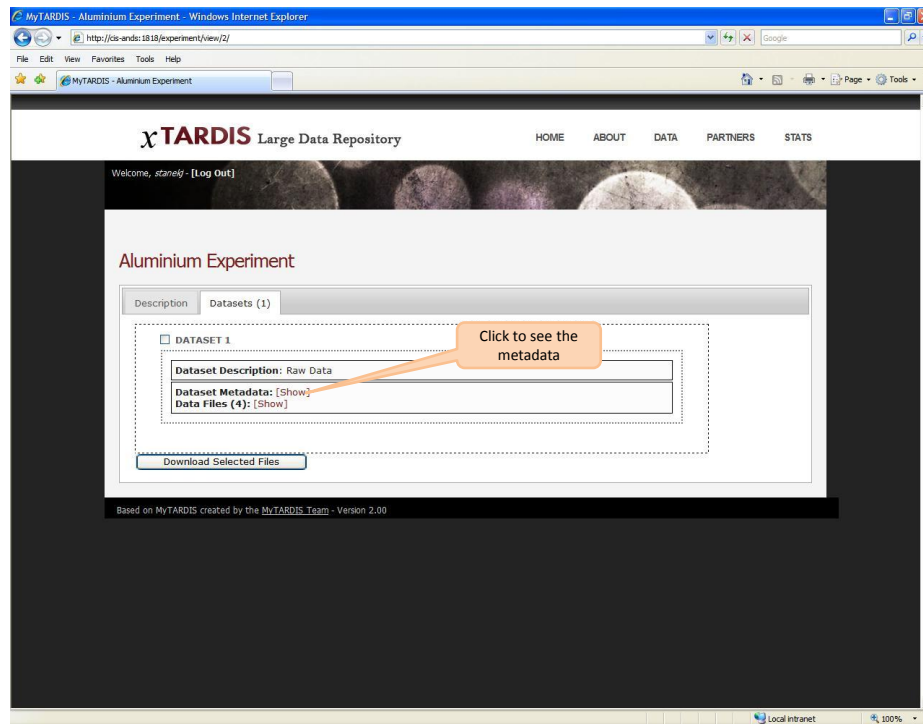 MyTARDIS - Aluminium Experiment - Windows Internet Explorer
http://cis-ands:1818/experiment/view/2/
Google
File Edit View Favorites Tools Help
MyTARDIS - Aluminium Experiment
Page Tools
xTARDIS Large Data Repository
HOME ABOUT DATA PARTNERS STATS
Welcome, stanekj - [Log Out]
Aluminium Experiment
Description Datasets (1)
DATASET 1
Click to see the
metadata
Dataset Description: Raw Data
Dataset Metadata: [Show]
Data Files (4): [Show]
Download Selected Files
Based on MyTARDIS created by the MyTARDIS Team - Version 2.00
Local intranet 100%